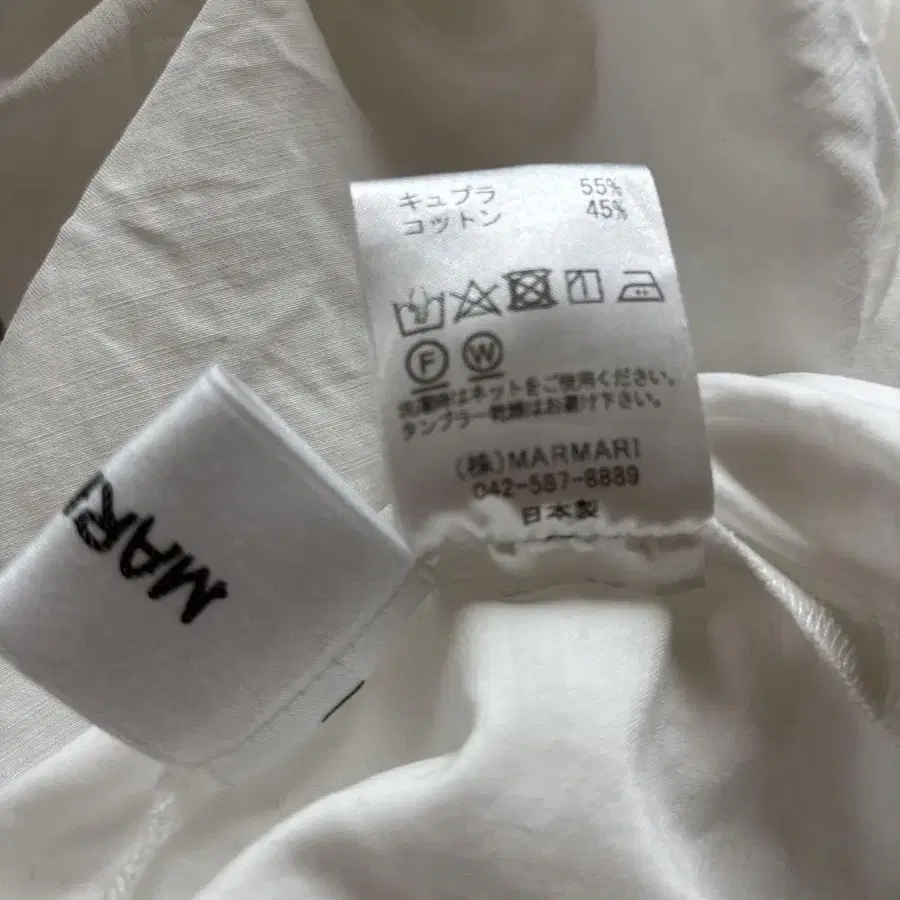 キュプラ 55%
コットン 45%
F W
洗濯時はネットをご使用ください。
タンブラー乾燥はお避け下さい。
(株)MARMARI
042-587-8889
日本製
MARI